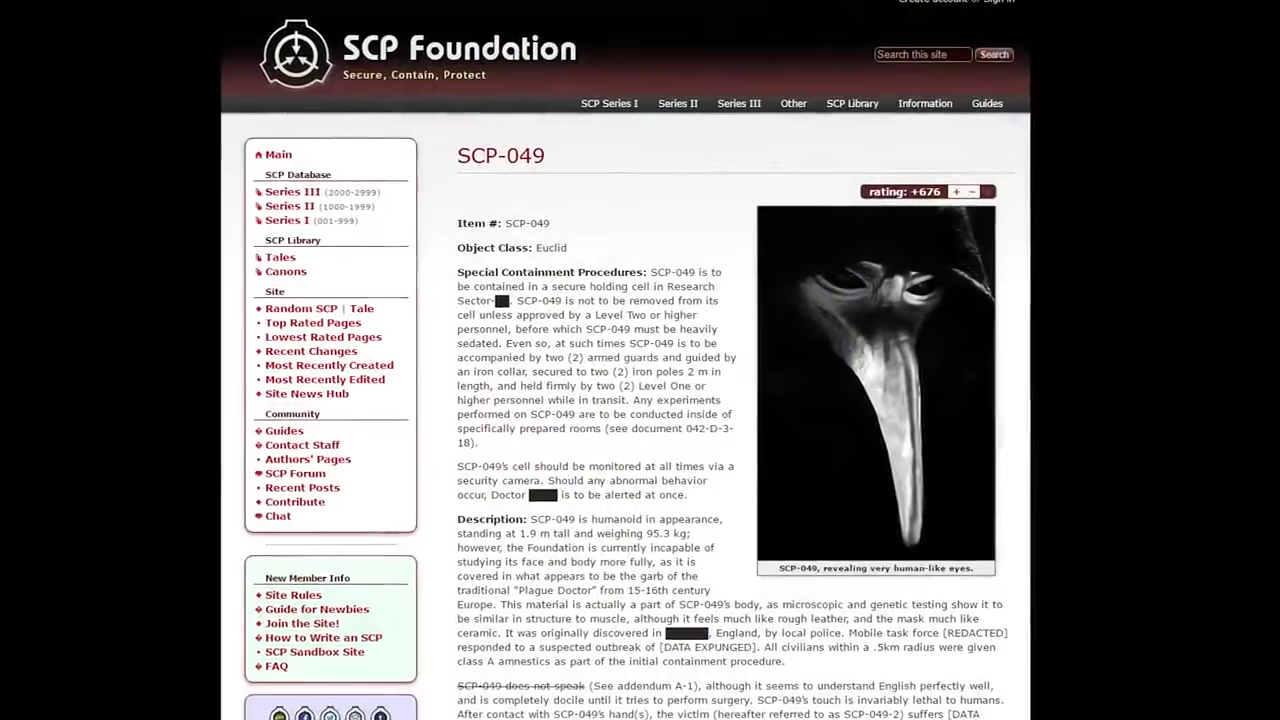 Create account or Sign in
SCP Foundation
Secure, Contain, Protect
Search this site
Search
SCP Series I
Series II
Series III
Other
SCP Library
Information
Guides
Main
SCP Database
Series III (2000-2999)
Series II (1000-1999)
Series I (001-999)
SCP Library
Tales
Canons
Site
Random SCP | Tale
Top Rated Pages
Lowest Rated Pages
Recent Changes
Most Recently Created
Most Recently Edited
Site News Hub
Community
Guides
Contact Staff
Authors' Pages
SCP Forum
Recent Posts
Contribute
Chat
New Member Info
Site Rules
Guide for Newbies
Join the Site!
How to Write an SCP
SCP Sandbox Site
FAQ
SCP-049
rating: +676 + −
Item #: SCP-049
Object Class: Euclid
Special Containment Procedures: SCP-049 is to
be contained in a secure holding cell in Research
Sector-██. SCP-049 is not to be removed from its
cell unless approved by a Level Two or higher
personnel, before which SCP-049 must be heavily
sedated. Even so, at such times SCP-049 is to be
accompanied by two (2) armed guards and guided by
an iron collar, secured to two (2) iron poles 2 m in
length, and held firmly by two (2) Level One or
higher personnel while in transit. Any experiments
performed on SCP-049 are to be conducted inside of
specifically prepared rooms (see document 042-D-3-
18).
SCP-049's cell should be monitored at all times via a
security camera. Should any abnormal behavior
occur, Doctor ████ is to be alerted at once.
SCP-049, revealing very human-like eyes.
Description: SCP-049 is humanoid in appearance,
standing at 1.9 m tall and weighing 95.3 kg;
however, the Foundation is currently incapable of
studying its face and body more fully, as it is
covered in what appears to be the garb of the
traditional "Plague Doctor" from 15-16th century
Europe. This material is actually a part of SCP-049's body, as microscopic and genetic testing show it to
be similar in structure to muscle, although it feels much like rough leather, and the mask much like
ceramic. It was originally discovered in ██████, England, by local police. Mobile task force [REDACTED]
responded to a suspected outbreak of [DATA EXPUNGED]. All civilians within a .5km radius were given
class A amnestics as part of the initial containment procedure.
SCP-049 does not speak (See addendum A-1), although it seems to understand English perfectly well,
and is completely docile until it tries to perform surgery. SCP-049's touch is invariably lethal to humans.
After contact with SCP-049's hand(s), the victim (hereafter referred to as SCP-049-2) suffers [DATA